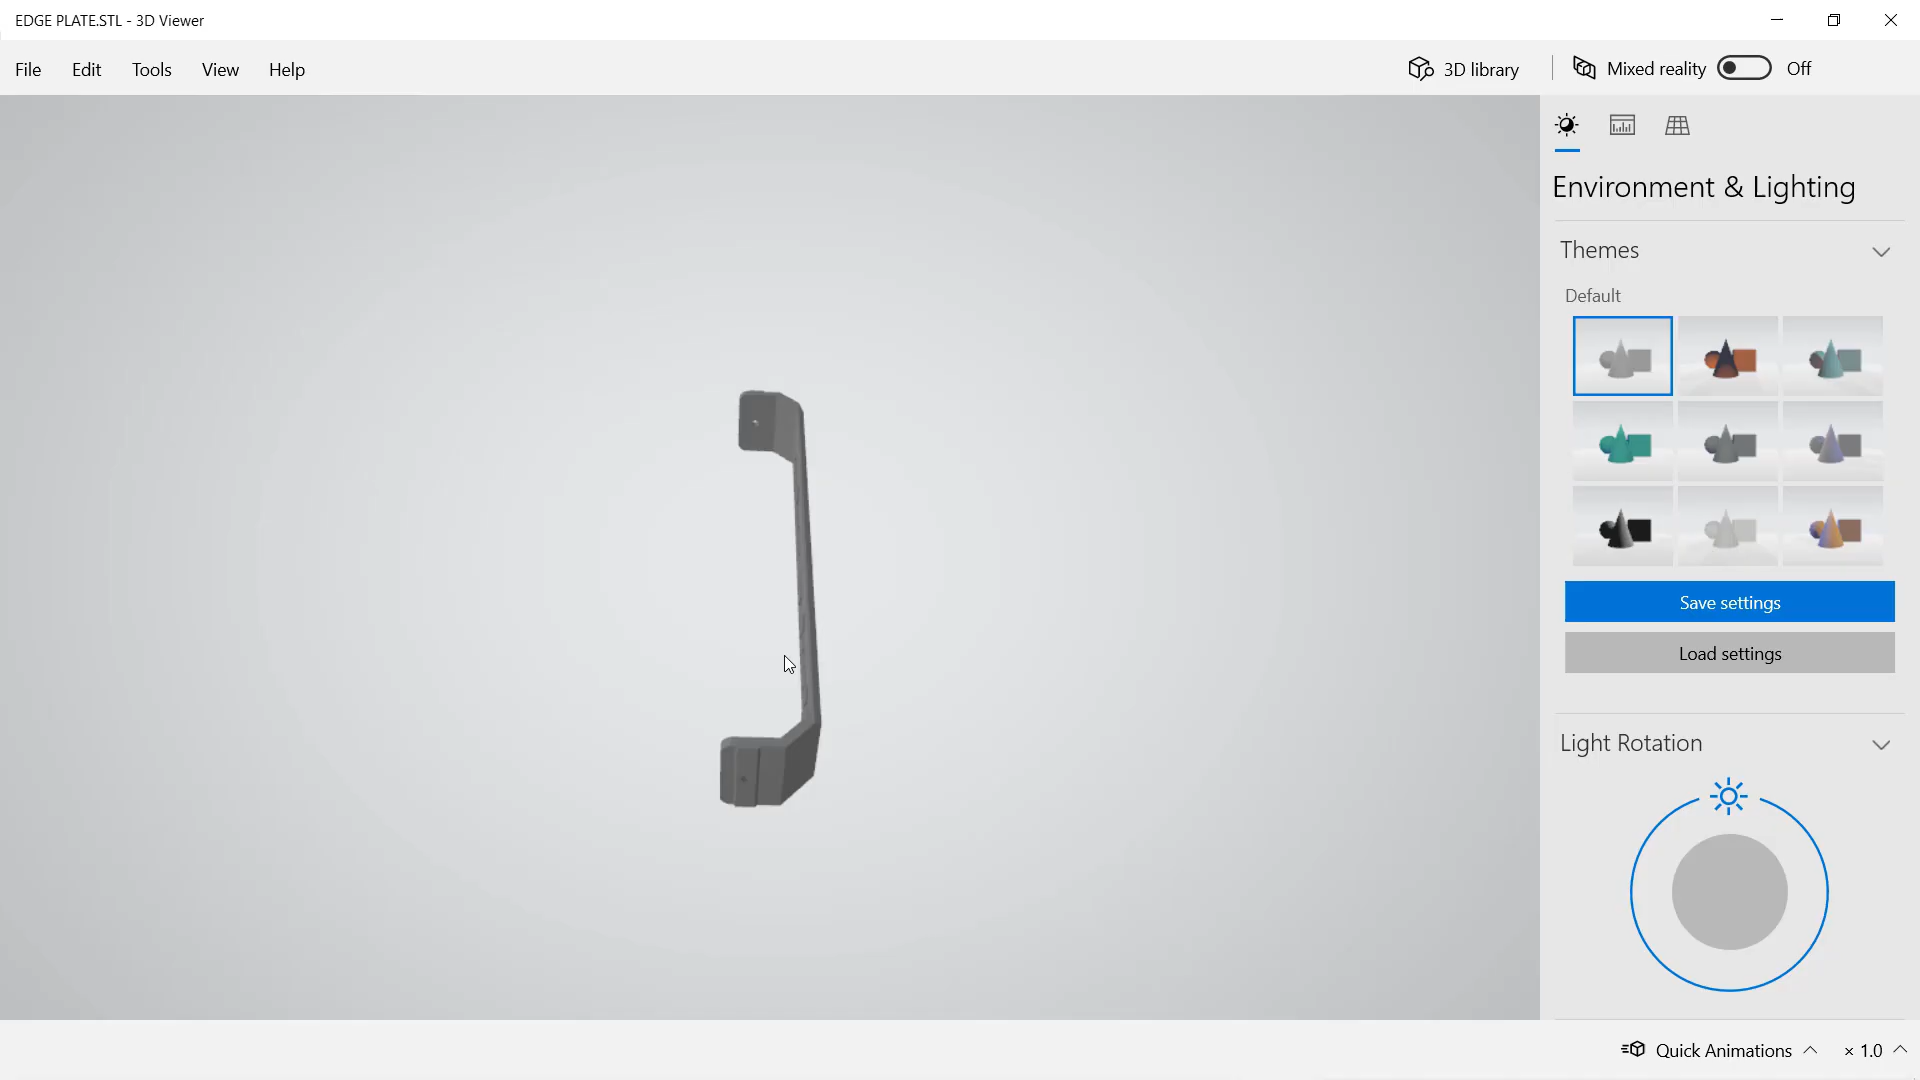 EDGE PLATE.STL - 3D Viewer
File Edit Tools View Help
3D library
Mixed reality Off
Environment & Lighting
Themes
Default
Save settings
Load settings
Light Rotation
Quick Animations × 1.0